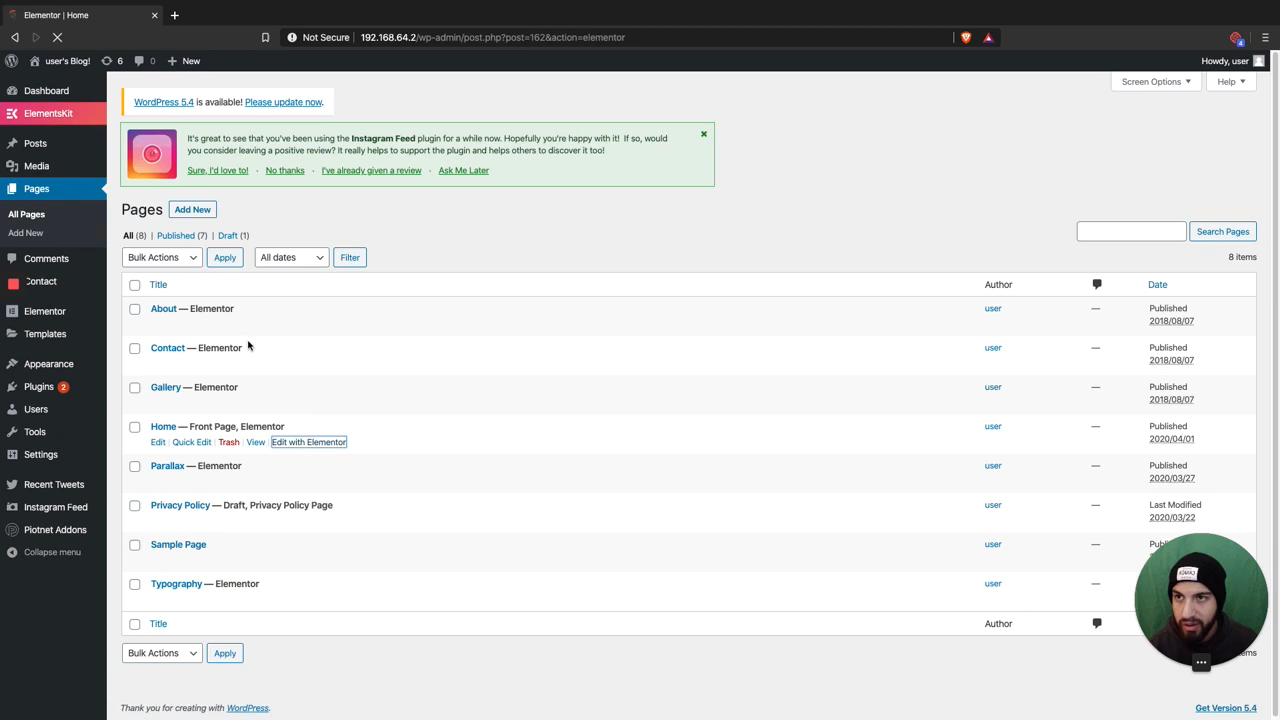 Elementor | Home
Not Secure 192.168.64.2/wp-admin/post.php?post=162&action=elementor
4
user's Blog! 6 0 New
Howdy, user
Dashboard
ElementsKit
Posts
Media
Pages
All Pages
Add New
Comments
Contact
Elementor
Templates
Appearance
Plugins 2
Users
Tools
Settings
Recent Tweets
Instagram Feed
Piotnet Addons
Collapse menu
Screen Options Help
WordPress 5.4 is available! Please update now.
It's great to see that you've been using the Instagram Feed plugin for a while now. Hopefully you're happy with it! If so, would
you consider leaving a positive review? It really helps to support the plugin and helps others to discover it too!
Sure, I'd love to! · No thanks · I've already given a review · Ask Me Later
Pages Add New
All (8) | Published (7) | Draft (1)
Search Pages
Bulk Actions Apply All dates Filter
8 items
Title Author Date
About — Elementor user — Published
2018/08/07
Contact — Elementor user — Published
2018/08/07
Gallery — Elementor user — Published
2018/08/07
Home — Front Page, Elementor user — Published
Edit | Quick Edit | Trash | View | Edit with Elementor 2020/04/01
Parallax — Elementor user — Published
2020/03/27
Privacy Policy — Draft, Privacy Policy Page user — Last Modified
2020/03/22
Sample Page user —
Typography — Elementor user —
Title Author
Bulk Actions Apply
Thank you for creating with WordPress.
Get Version 5.4